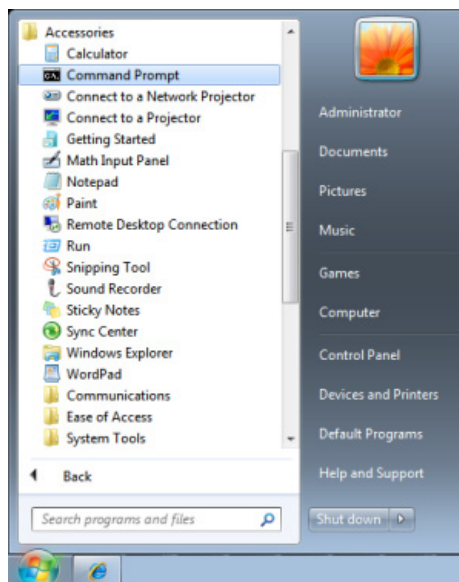 Accessories
Calculator
Command Prompt
Connect to a Network Projector
Connect to a Projector
Getting Started
Math Input Panel
Notepad
Paint
Remote Desktop Connection
Run
Snipping Tool
Sound Recorder
Sticky Notes
Sync Center
Windows Explorer
WordPad
Communications
Ease of Access
System Tools
Back
Search programs and files
Administrator
Documents
Pictures
Music
Games
Computer
Control Panel
Devices and Printers
Default Programs
Help and Support
Shut down